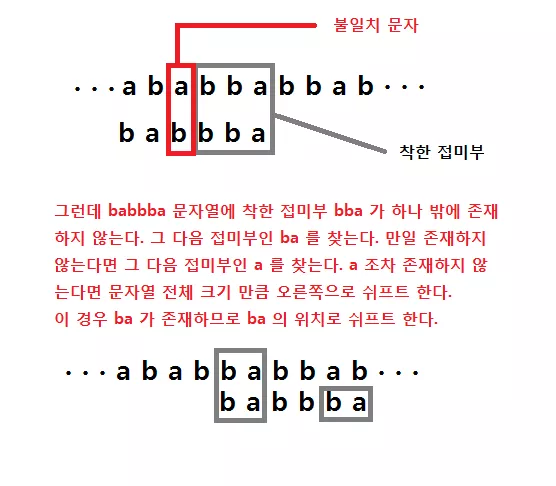 불일치 문자
···a b a b b a b b a b···
b a b b b a
착한 접미부
그런데 babbba 문자열에 착한 접미부 bba 가 하나 밖에 존재
하지 않는다. 그 다음 접미부인 ba 를 찾는다. 만일 존재하지
않는다면 그 다음 접미부인 a 를 찾는다. a 조차 존재하지 않
는다면 문자열 전체 크기 만큼 오른쪽으로 쉬프트 한다.
이 경우 ba 가 존재하므로 ba 의 위치로 쉬프트 한다.
···a b a b b a b b a b···
b a b b b a